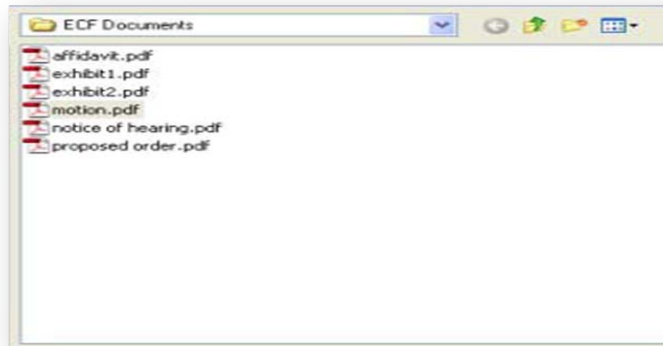 ECF Documents
affidavit.pdf
exhibit1.pdf
exhibit2.pdf
motion.pdf
notice of hearing.pdf
proposed order.pdf